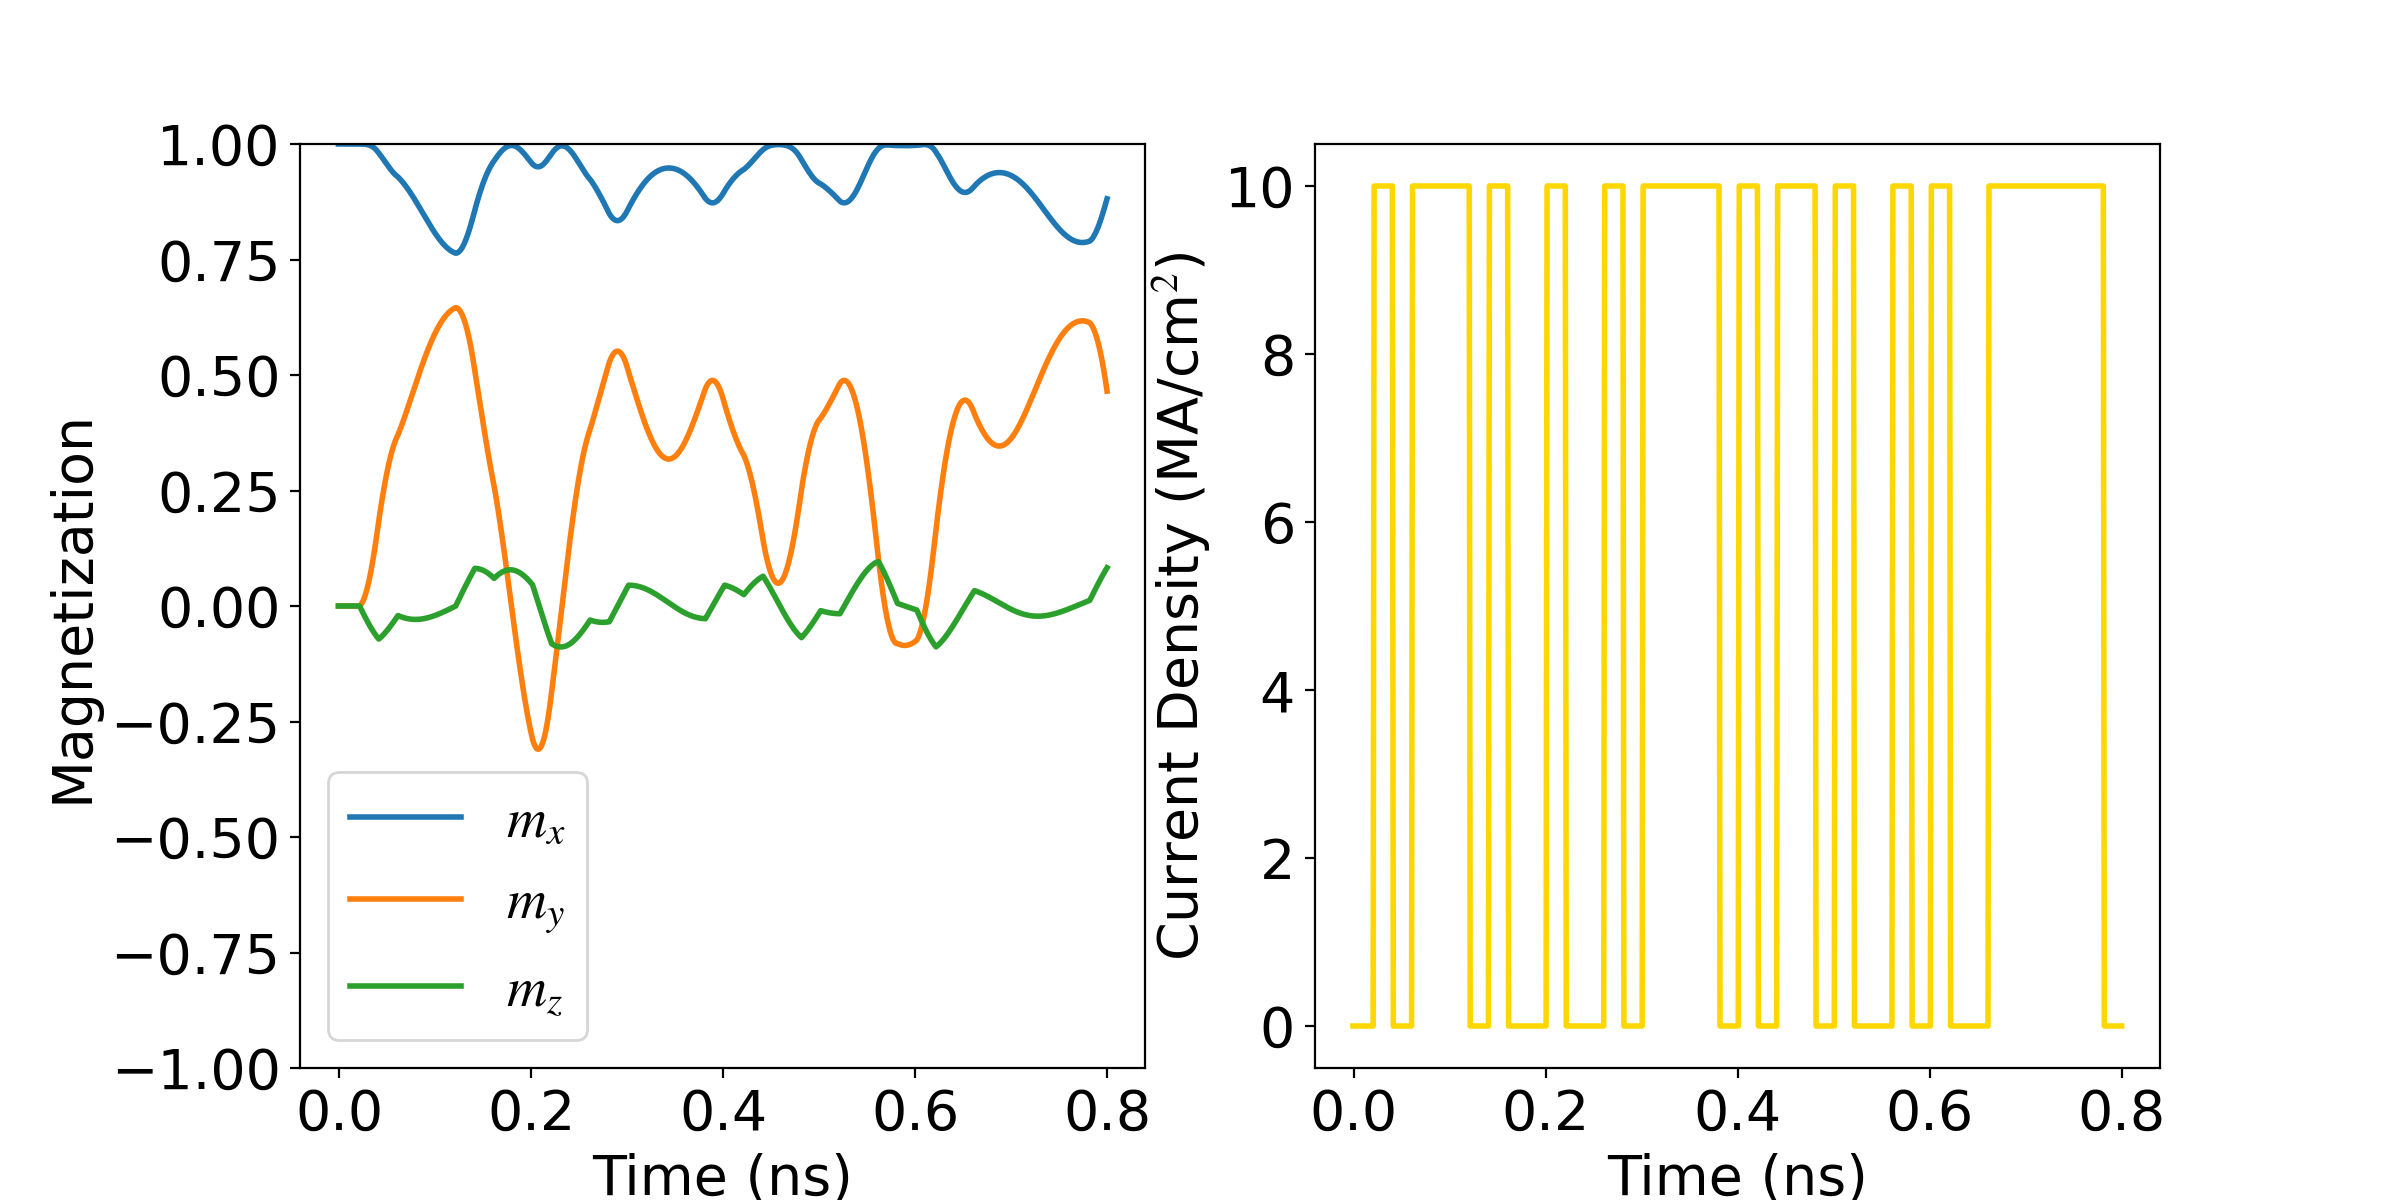 1.00
0.75
0.50
0.25
0.00
−0.25
−0.50
−0.75
−1.00
Magnetization
m_x
m_y
m_z
0.0 0.2 0.4 0.6 0.8
Time (ns)
10
8
6
4
2
0
Current Density (MA/cm²)
0.0 0.2 0.4 0.6 0.8
Time (ns)